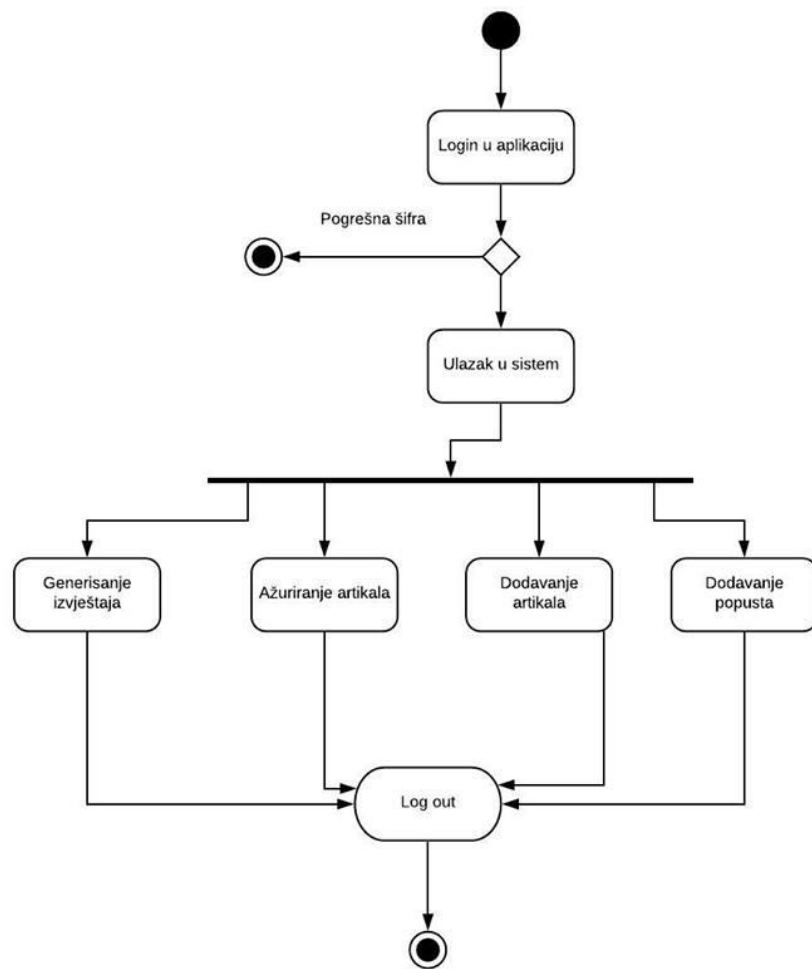 Login u aplikaciju
Pogrešna šifra
Ulazak u sistem
Generisanje
izvještaja
Ažuriranje artikala
Dodavanje
artikala
Dodavanje
popusta
Log out